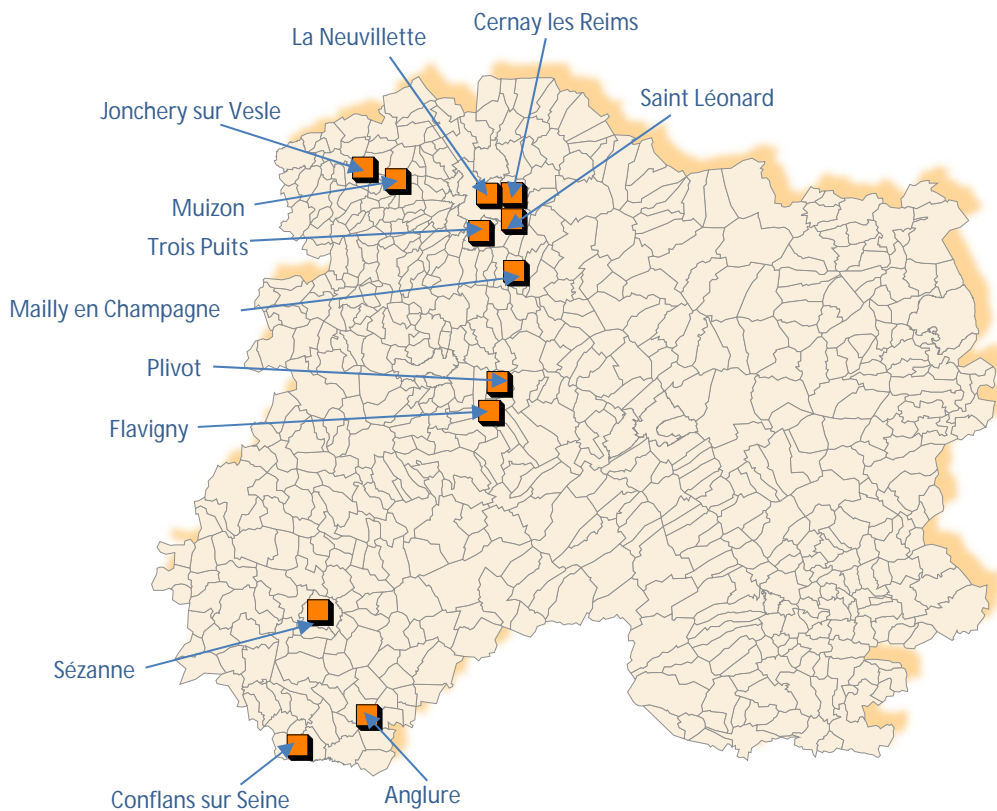 Cernay les Reims
La Neuvillette
Jonchery sur Vesle
Saint Léonard
Muizon
Trois Puits
Mailly en Champagne
Plivot
Flavigny
Sézanne
Conflans sur Seine
Anglure